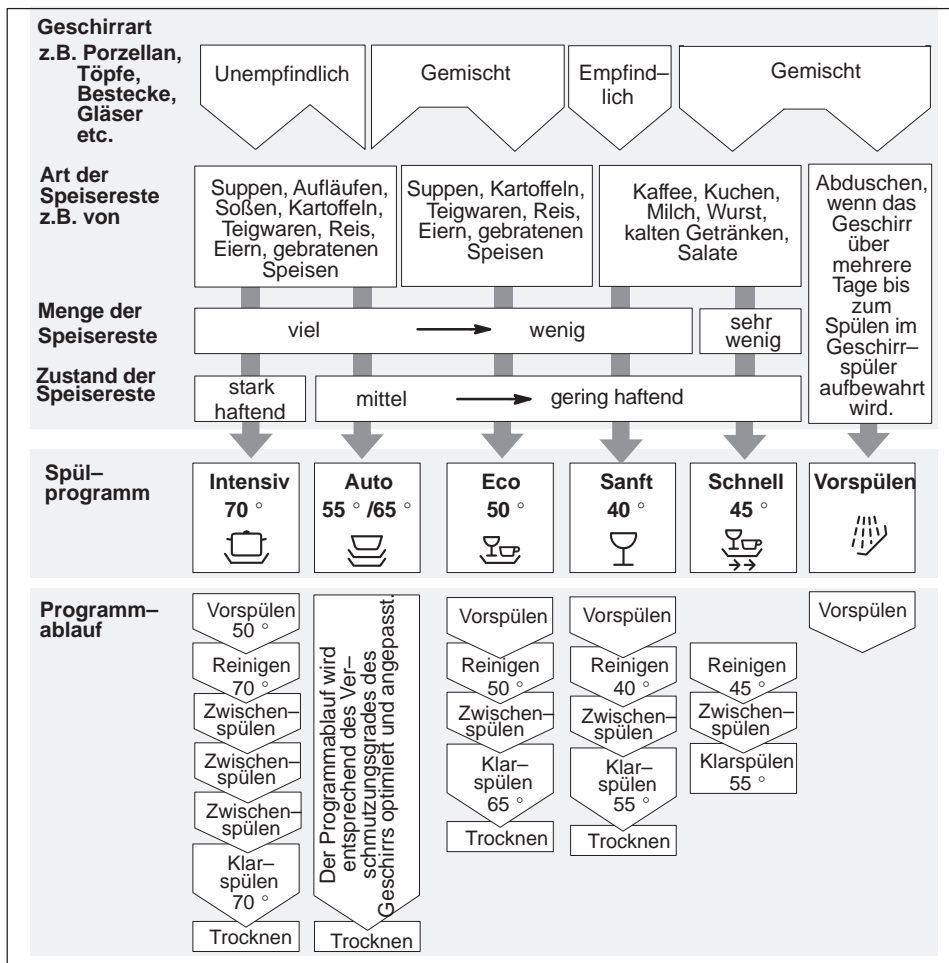 Geschirrart
z.B. Porzellan,
Töpfe,
Bestecke,
Gläser
etc.
Unempfindlich
Gemischt
Empfind–
lich
Gemischt
Art der
Speisereste
z.B. von
Suppen, Aufläufen,
Soßen, Kartoffeln,
Teigwaren, Reis,
Eiern, gebratenen
Speisen
Suppen, Kartoffeln,
Teigwaren, Reis,
Eiern, gebratenen
Speisen
Kaffee, Kuchen,
Milch, Wurst,
kalten Getränken,
Salate
Abduschen,
wenn das
Geschirr
über
mehrere
Tage bis
zum
Spülen im
Geschirr–
spüler
aufbewahrt
wird.
Menge der
Speisereste
viel
wenig
sehr
wenig
Zustand der
Speisereste
stark
haftend
mittel
gering haftend
Spül–
programm
Intensiv
70 °
Auto
55 ° /65 °
Eco
50 °
Sanft
40 °
Schnell
45 °
Vorspülen
Programm–
ablauf
Vorspülen
50 °
Reinigen
70 °
Zwischen–
spülen
Zwischen–
spülen
Zwischen–
spülen
Klar–
spülen
70 °
Trocknen
Der Programmablauf wird
entsprechend des Ver–
schmutzungsgrades des
Geschirrs optimiert und angepasst.
Trocknen
Vorspülen
Reinigen
50 °
Zwischen–
spülen
Klar–
spülen
65 °
Trocknen
Vorspülen
Reinigen
40 °
Zwischen–
spülen
Klar–
spülen
55 °
Trocknen
Reinigen
45 °
Zwischen–
spülen
Klarspülen
55 °
Vorspülen